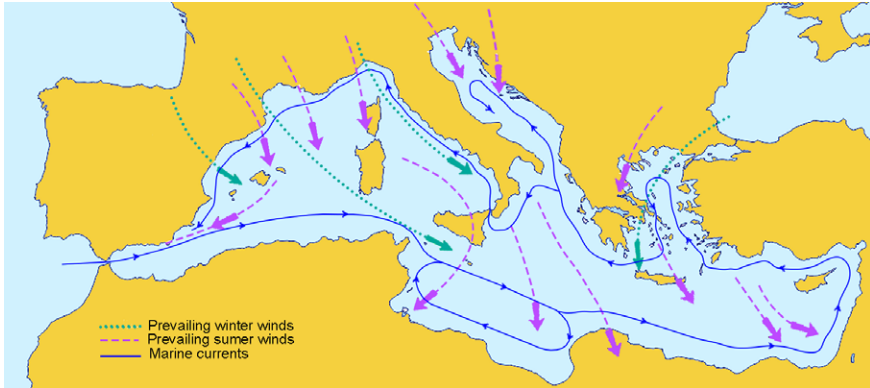 Prevailing winter winds
Prevailing sumer winds
Marine currents